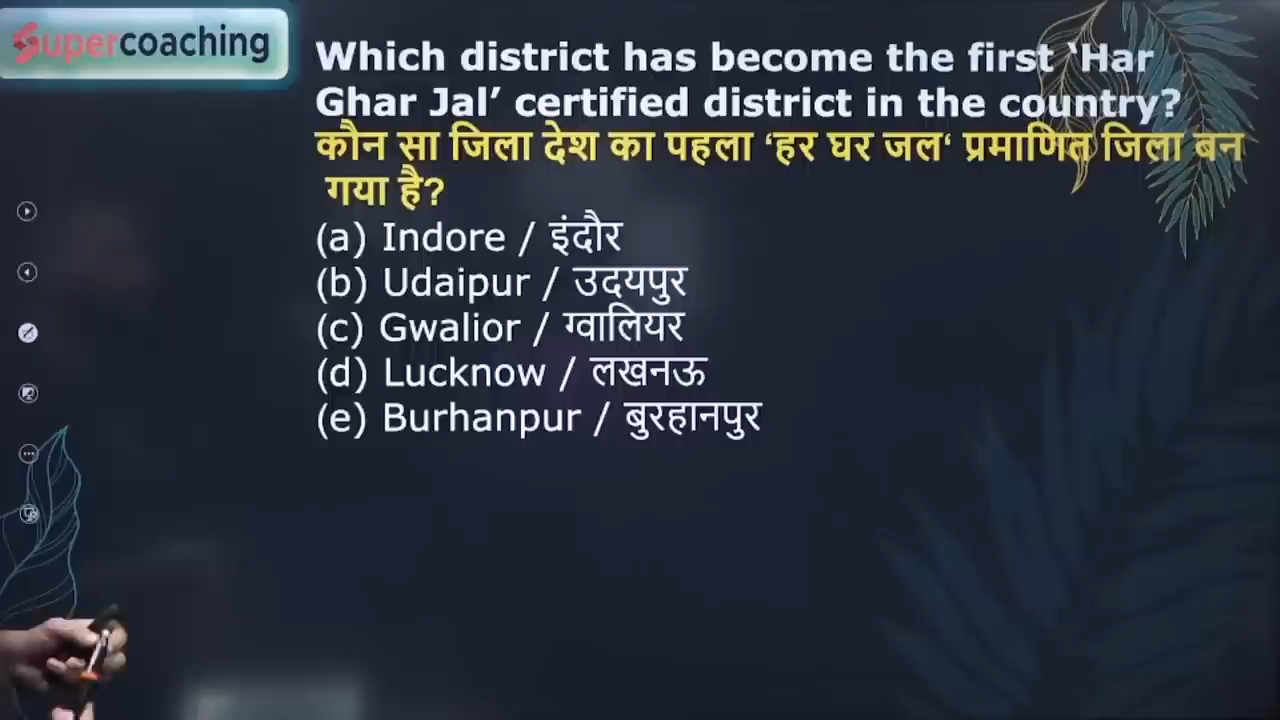 Supercoaching
Which district has become the first ‘Har
Ghar Jal’ certified district in the country?
कौन सा जिला देश का पहला ‘हर घर जल‘ प्रमाणित जिला बन
गया है?
(a) Indore / इंदौर
(b) Udaipur / उदयपुर
(c) Gwalior / ग्वालियर
(d) Lucknow / लखनऊ
(e) Burhanpur / बुरहानपुर